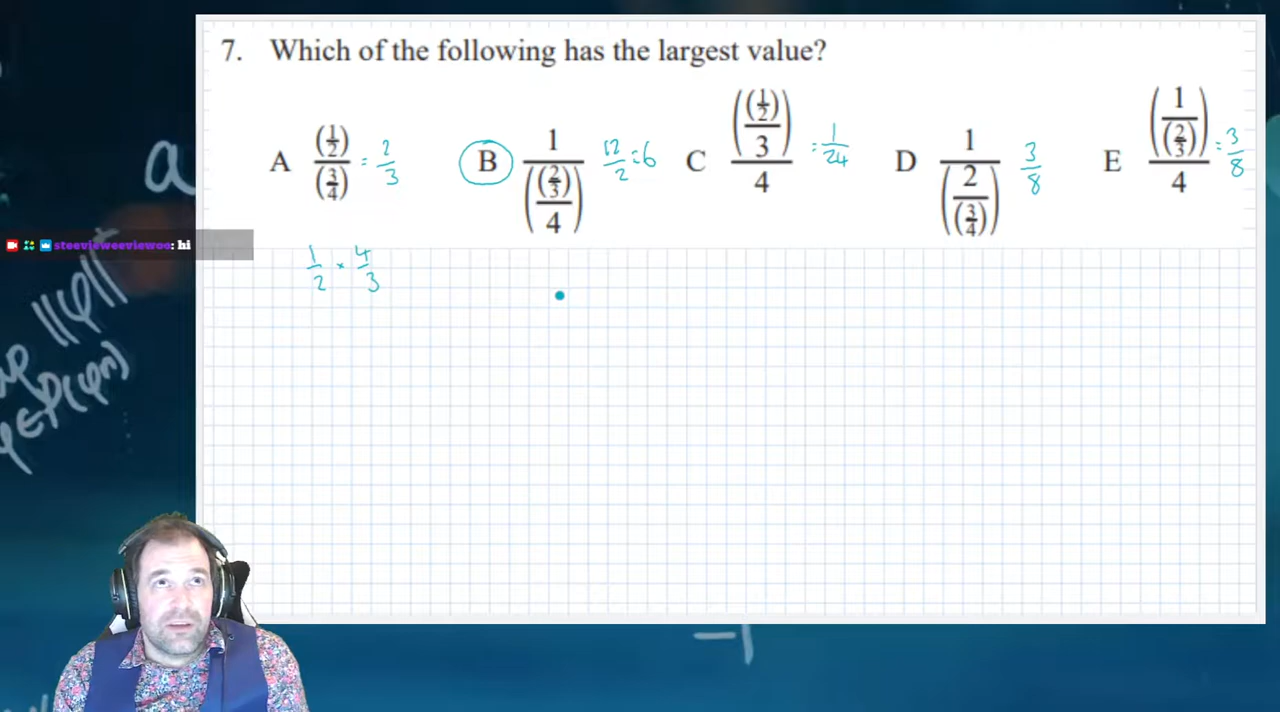 7. Which of the following has the largest value?
A ((1/2))/((3/4)) = 2/3
B 1/(((2/3))/4) 12/2 = 6
C (((1/2))/3)/4 = 1/24
D 1/(2/((3/4))) 3/8
E (1/((2/3)))/4 = 3/8
a
steevieweeviewoo: hi
1/2 × 4/3
||φ||
-1